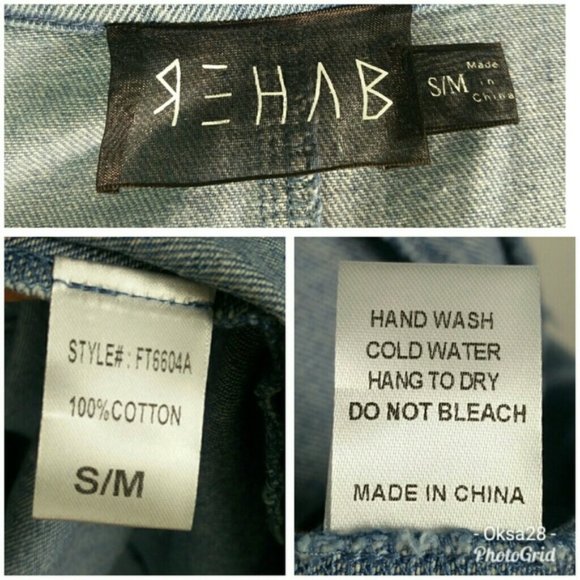 REHAB
S/M
Made
in
China
STYLE#: FT6604A
100%COTTON
S/M
HAND WASH
COLD WATER
HANG TO DRY
DO NOT BLEACH
MADE IN CHINA
- Oksa28 -
PhotoGrid